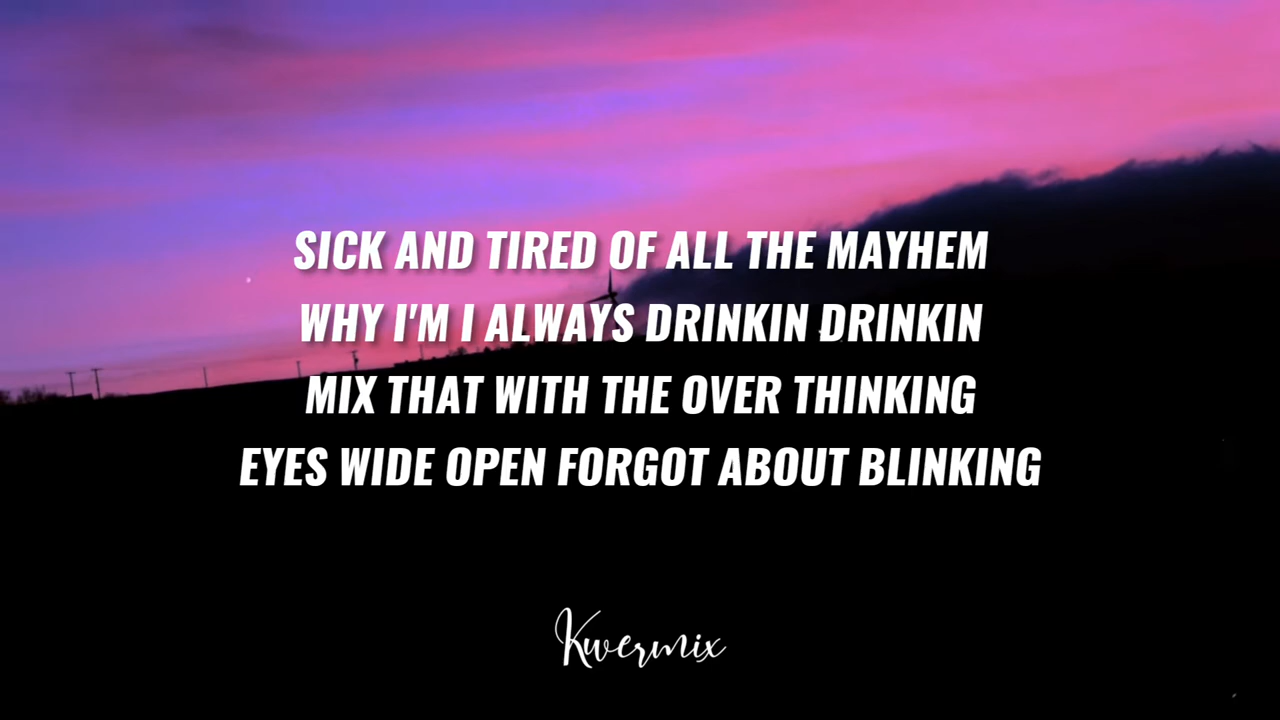 SICK AND TIRED OF ALL THE MAYHEM
WHY I'M I ALWAYS DRINKIN DRINKIN
MIX THAT WITH THE OVER THINKING
EYES WIDE OPEN FORGOT ABOUT BLINKING
Kwermix